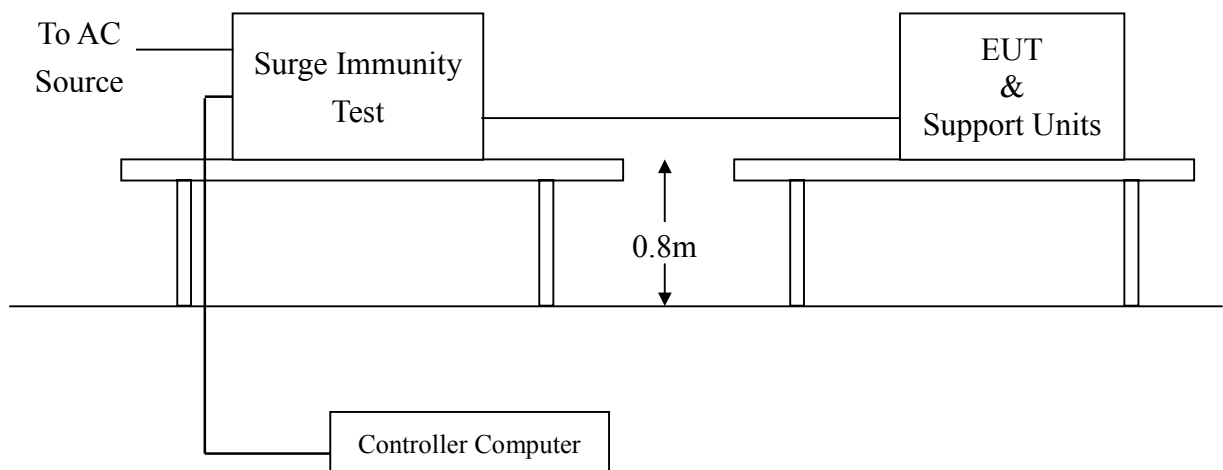 To AC
Source
Surge Immunity
Test
EUT
&
Support Units
0.8m
Controller Computer